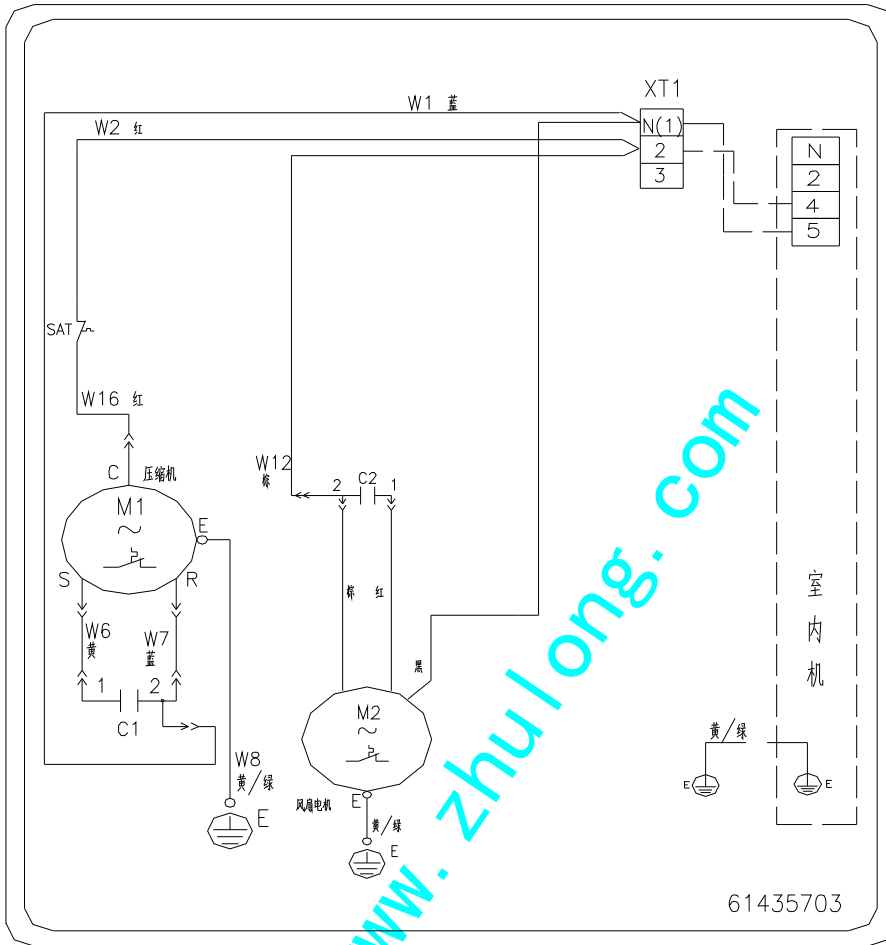 XT1
W1 蓝
W2 红
N(1)
2
3
N
2
4
5
SAT
W16 红
C 压缩机
M1
E
S
R
W6
黄
W7
蓝
1
2
C1
W8
黄/绿
E
W12
棕
2
C2
1
棕
红
黑
M2
风扇电机
E
黄/绿
E
室内机
黄/绿
E
E
ww.zhulong.com
61435703